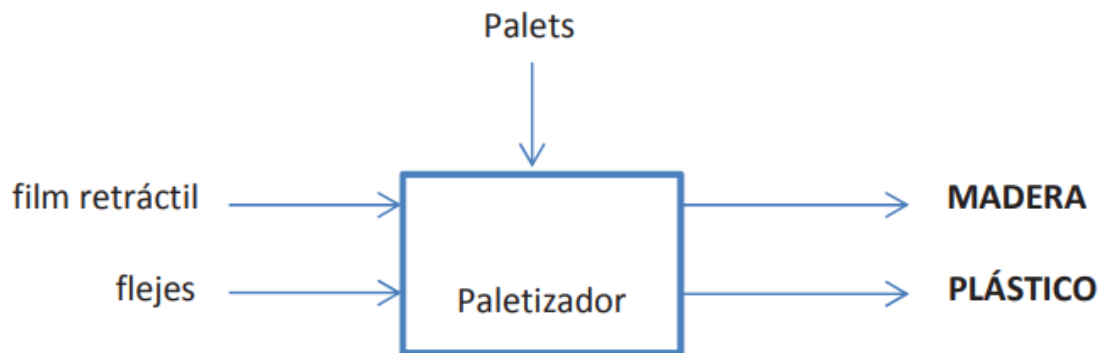 Palets
film retráctil
MADERA
flejes
Paletizador
PLÁSTICO